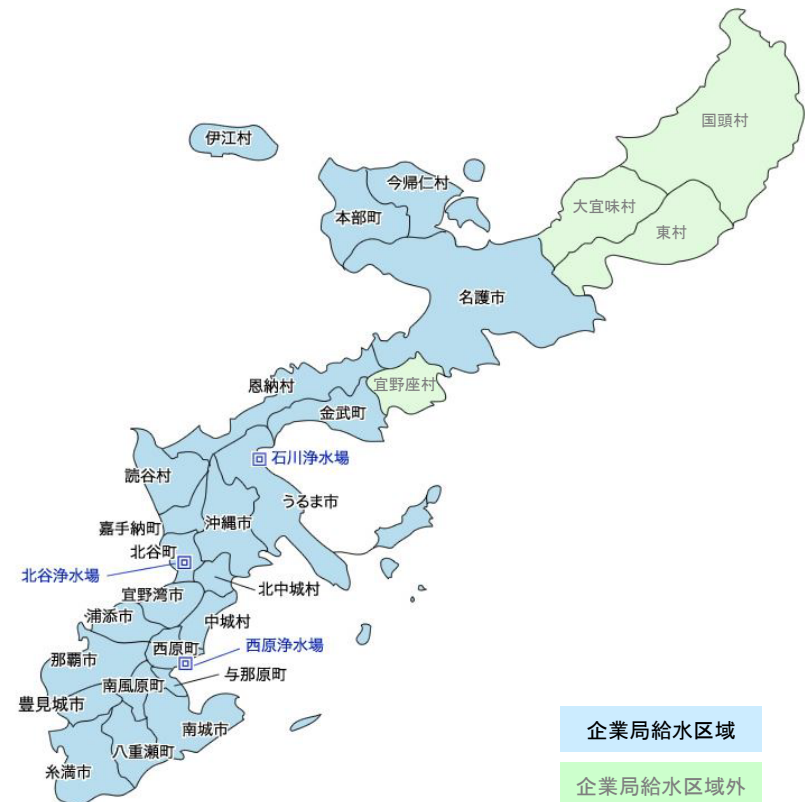 国頭村
伊江村
今帰仁村
大宜味村
本部町
東村
名護市
恩納村
宜野座村
金武町
石川浄水場
読谷村
うるま市
嘉手納町
沖縄市
北谷町
北谷浄水場
北中城村
宜野湾市
浦添市
中城村
西原町
西原浄水場
那覇市
与那原町
南風原町
豊見城市
南城市
八重瀬町
糸満市
企業局給水区域
企業局給水区域外